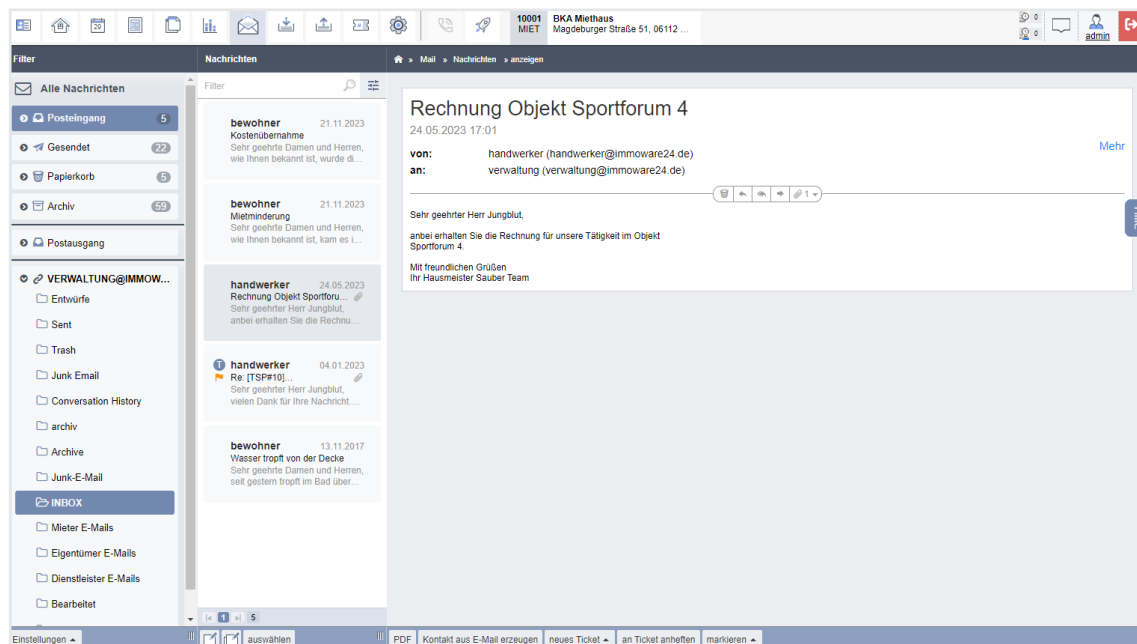 29
10001
MIET
BKA Miethaus
Magdeburger Straße 51, 06112 ...
0
0
admin
Filter
Nachrichten
» Mail » Nachrichten » anzeigen
Alle Nachrichten
Posteingang 5
Gesendet 22
Papierkorb 5
Archiv 59
Postausgang
VERWALTUNG@IMMOW...
Entwürfe
Sent
Trash
Junk Email
Conversation History
archiv
Archive
Junk-E-Mail
INBOX
Mieter E-Mails
Eigentümer E-Mails
Dienstleister E-Mails
Bearbeitet
Einstellungen
Filter
bewohner 21.11.2023
Kostenübernahme
Sehr geehrte Damen und Herren,
wie Ihnen bekannt ist, wurde di...
bewohner 21.11.2023
Mietminderung
Sehr geehrte Damen und Herren,
wie Ihnen bekannt ist, kam es i...
handwerker 24.05.2023
Rechnung Objekt Sportforu...
Sehr geehrter Herr Jungblut,
anbei erhalten Sie die Rechnu...
T handwerker 04.01.2023
Re: [TSP#10]...
Sehr geehrter Herr Jungblut,
vielen Dank für Ihre Nachricht....
bewohner 13.11.2017
Wasser tropft von der Decke
Sehr geehrte Damen und Herren,
seit gestern tropft im Bad über...
1 5
auswählen
Rechnung Objekt Sportforum 4
24.05.2023 17:01
Mehr
von: handwerker (handwerker@immoware24.de)
an: verwaltung (verwaltung@immoware24.de)
1
Sehr geehrter Herr Jungblut,
anbei erhalten Sie die Rechnung für unsere Tätigkeit im Objekt
Sportforum 4.
Mit freundlichen Grüßen
Ihr Hausmeister Sauber Team
PDF Kontakt aus E-Mail erzeugen neues Ticket an Ticket anheften markieren